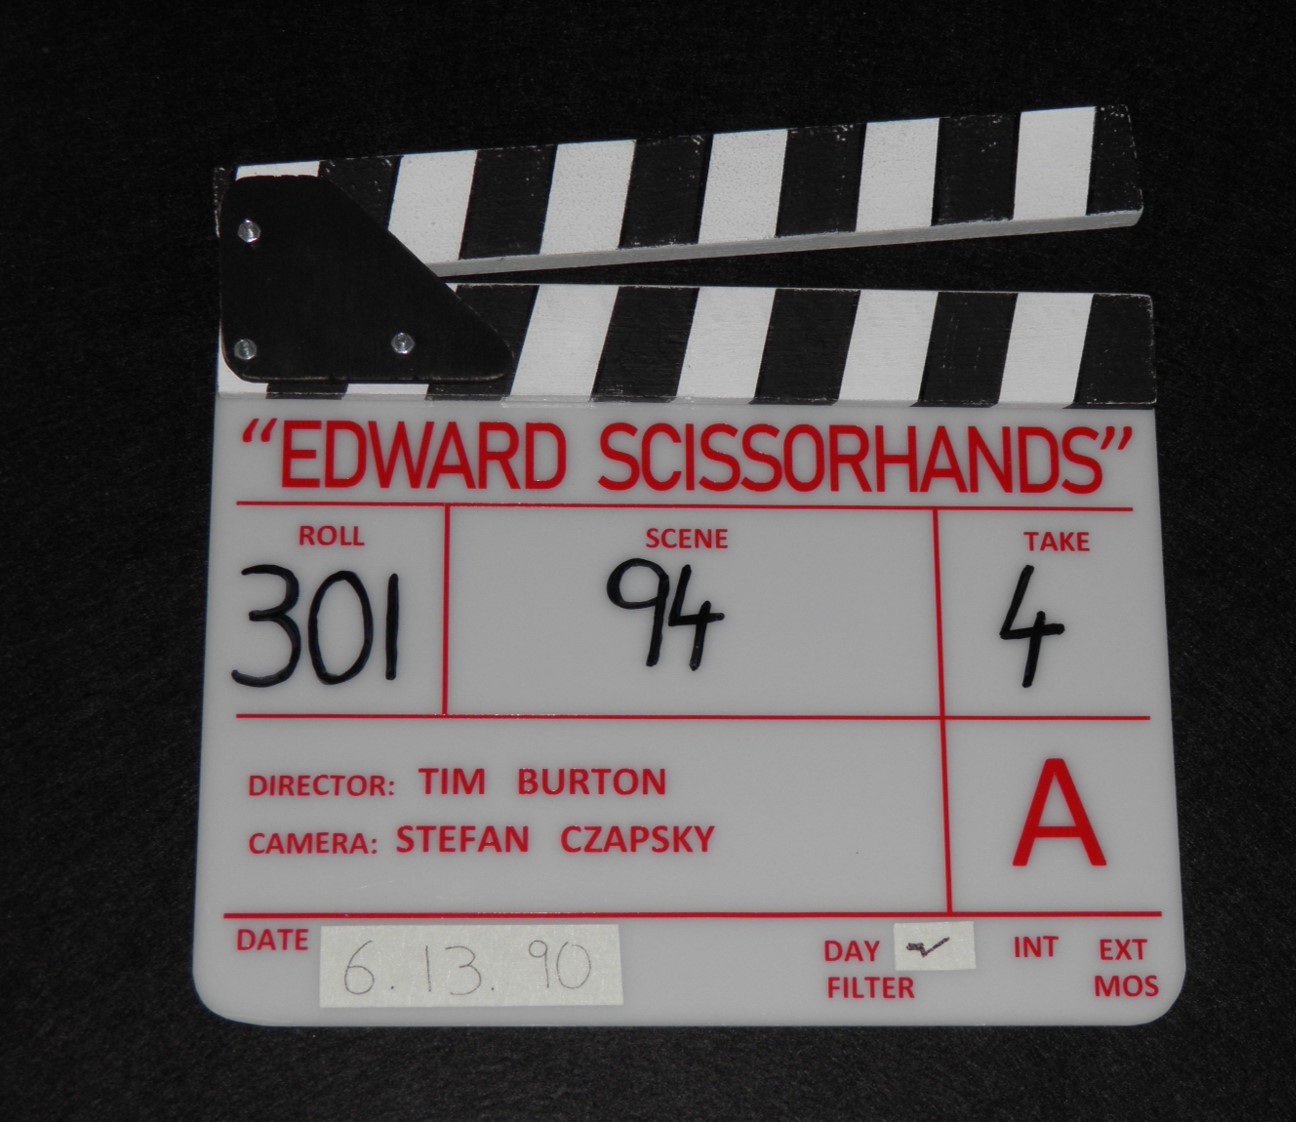 "EDWARD SCISSORHANDS"
ROLL SCENE TAKE
301 94 4
DIRECTOR: TIM BURTON
CAMERA: STEFAN CZAPSKY
A
DATE 6.13.90 DAY ✓ INT EXT
FILTER MOS